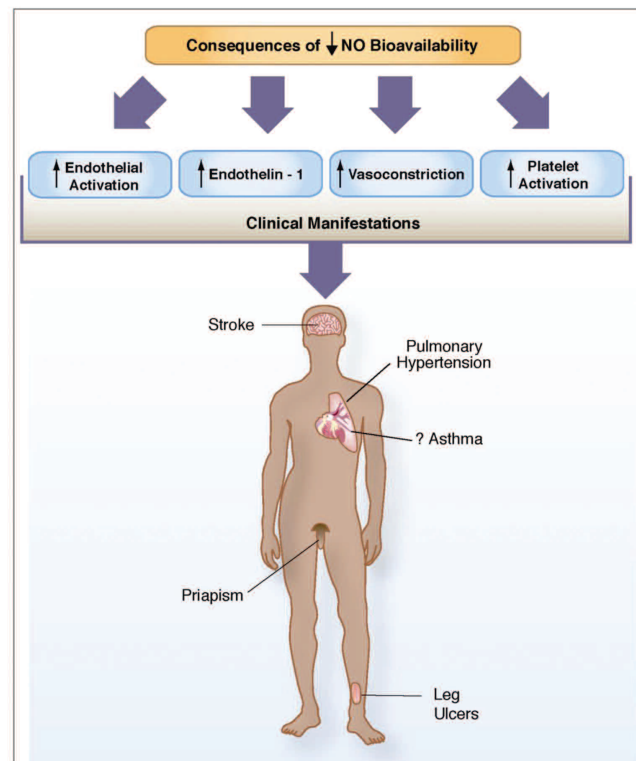 Consequences of ↓ NO Bioavailability
↑ Endothelial
Activation
↑ Endothelin - 1
↑ Vasoconstriction
↑ Platelet
Activation
Clinical Manifestations
Stroke
Pulmonary
Hypertension
? Asthma
Priapism
Leg
Ulcers